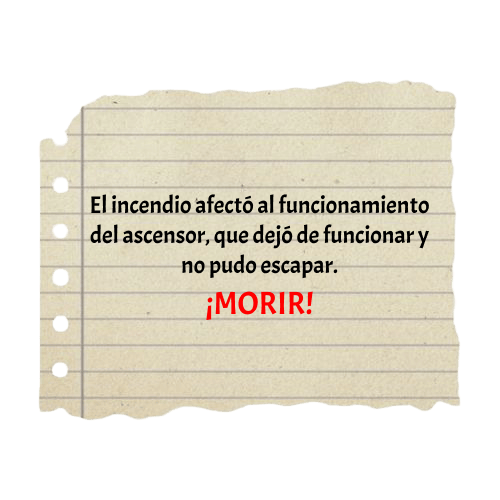 El incendio afectó al funcionamiento
del ascensor, que dejó de funcionar y
no pudo escapar.
¡MORIR!